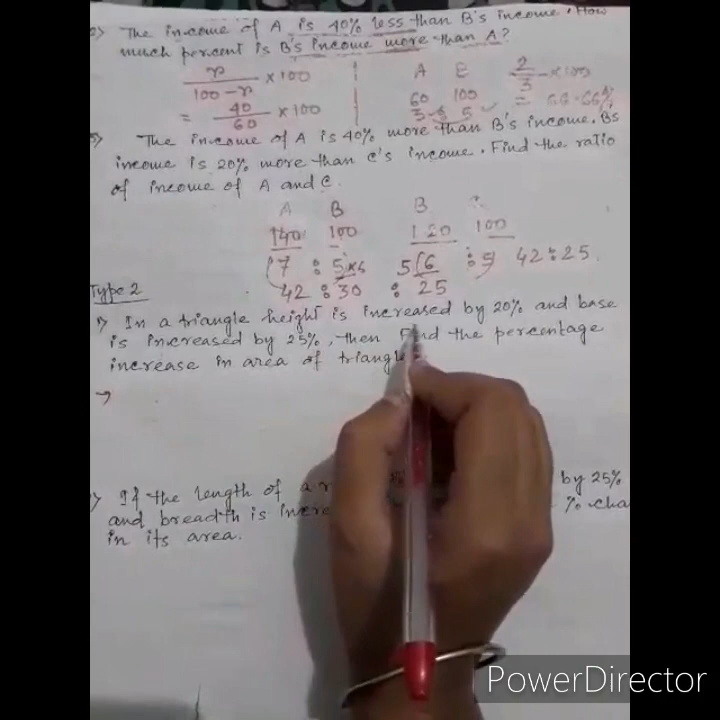 2) The income of A is 40% less than B's income. How
much percent is B's income more than A?
r / 100 - r × 100
= 40 / 60 × 100
A
60 100
3 : 5
2/3 × 100
= 66.66%
The income of A is 40% more than B's income. Bs
income is 20% more than C's income. Find the ratio
of income of A and C.
A B B
140 100 120 100
7 : 5×6 5(6 : 5) 42:25
42 : 30 : 25
Type 2
1) In a triangle height is increased by 20% and base
is increased by 25%, then Find the percentage
increase in area of triangle
→
If the length of a by 25%
and breadth is %
in its area.
PowerDirector